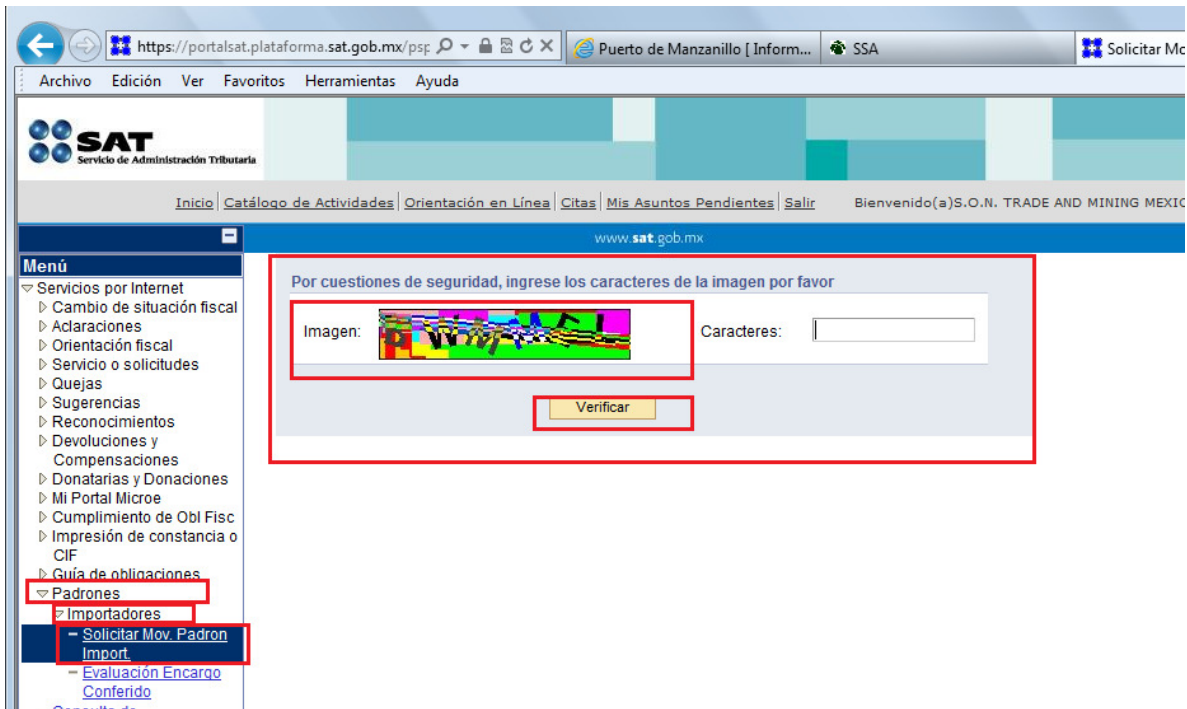 https://portalsat.plataforma.sat.gob.mx/psp
Puerto de Manzanillo [ Inform...
SSA
Solicitar Mo
Archivo Edición Ver Favoritos Herramientas Ayuda
SAT
Servicio de Administración Tributaria
Inicio Catálogo de Actividades Orientación en Línea Citas Mis Asuntos Pendientes Salir Bienvenido(a)S.O.N. TRADE AND MINING MEXIC
www.sat.gob.mx
Menú
Servicios por Internet
Cambio de situación fiscal
Aclaraciones
Orientación fiscal
Servicio o solicitudes
Quejas
Sugerencias
Reconocimientos
Devoluciones y
Compensaciones
Donatarias y Donaciones
Mi Portal Microe
Cumplimiento de Obl Fisc
Impresión de constancia o
CIF
Guía de obligaciones
Padrones
Importadores
Solicitar Mov. Padron
Import.
Evaluación Encargo
Conferido
Por cuestiones de seguridad, ingrese los caracteres de la imagen por favor
Imagen:
Caracteres:
Verificar